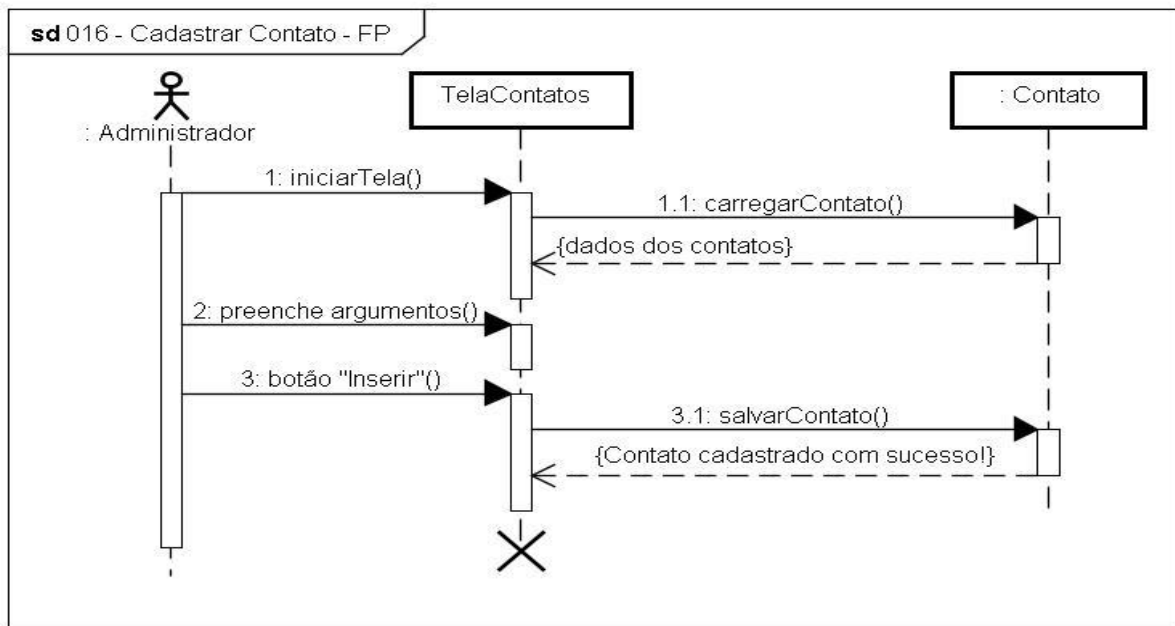 sd 016 - Cadastrar Contato - FP
: Administrador
TelaContatos
: Contato
1: iniciarTela()
1.1: carregarContato()
{dados dos contatos}
2: preenche argumentos()
3: botão "Inserir"()
3.1: salvarContato()
{Contato cadastrado com sucesso!}